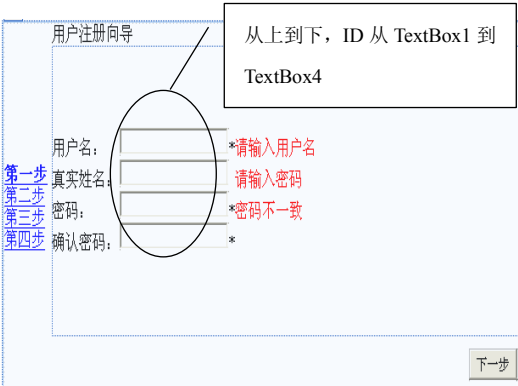 用户注册向导
从上到下，ID 从 TextBox1 到
TextBox4
用户名： *请输入用户名
第一步 真实姓名: 请输入密码
第二步 密码： *密码不一致
第三步
第四步 确认密码： *
下一步